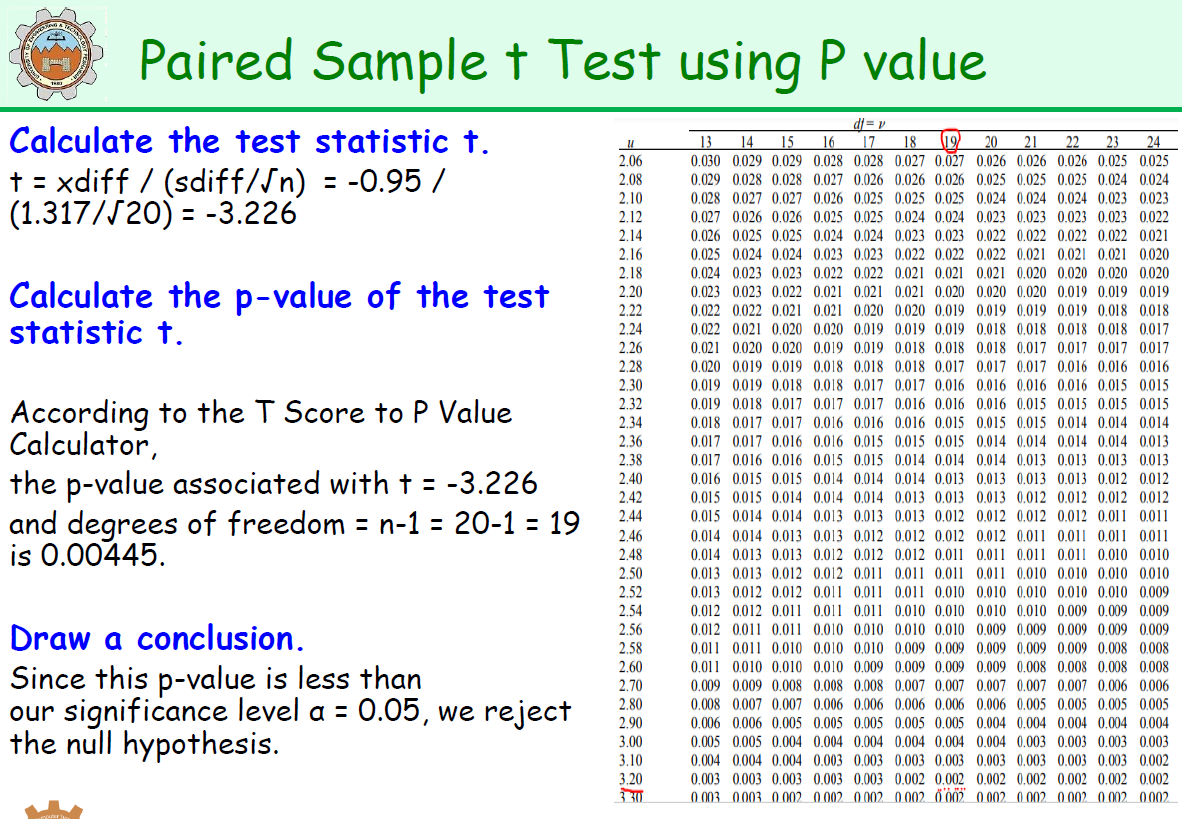 Paired Sample t Test using P value
Calculate the test statistic t.
t = xdiff / (sdiff/√n) = -0.95 /
(1.317/√20) = -3.226
Calculate the p-value of the test
statistic t.
According to the T Score to P Value
Calculator,
the p-value associated with t = -3.226
and degrees of freedom = n-1 = 20-1 = 19
is 0.00445.
Draw a conclusion.
Since this p-value is less than
our significance level α = 0.05, we reject
the null hypothesis.
df = ν
u 13 14 15 16 17 18 19 20 21 22 23 24
2.06 0.030 0.029 0.029 0.028 0.028 0.027 0.027 0.026 0.026 0.026 0.025 0.025
2.08 0.029 0.028 0.028 0.027 0.026 0.026 0.026 0.025 0.025 0.025 0.024 0.024
2.10 0.028 0.027 0.027 0.026 0.025 0.025 0.025 0.024 0.024 0.024 0.023 0.023
2.12 0.027 0.026 0.026 0.025 0.025 0.024 0.024 0.023 0.023 0.023 0.023 0.022
2.14 0.026 0.025 0.025 0.024 0.024 0.023 0.023 0.022 0.022 0.022 0.022 0.021
2.16 0.025 0.024 0.024 0.023 0.023 0.022 0.022 0.022 0.021 0.021 0.021 0.020
2.18 0.024 0.023 0.023 0.022 0.022 0.021 0.021 0.021 0.020 0.020 0.020 0.020
2.20 0.023 0.023 0.022 0.021 0.021 0.021 0.020 0.020 0.020 0.019 0.019 0.019
2.22 0.022 0.022 0.021 0.021 0.020 0.020 0.019 0.019 0.019 0.019 0.018 0.018
2.24 0.022 0.021 0.020 0.020 0.019 0.019 0.019 0.018 0.018 0.018 0.018 0.017
2.26 0.021 0.020 0.020 0.019 0.019 0.018 0.018 0.018 0.017 0.017 0.017 0.017
2.28 0.020 0.019 0.019 0.018 0.018 0.018 0.017 0.017 0.017 0.016 0.016 0.016
2.30 0.019 0.019 0.018 0.018 0.017 0.017 0.016 0.016 0.016 0.016 0.015 0.015
2.32 0.019 0.018 0.017 0.017 0.017 0.016 0.016 0.016 0.015 0.015 0.015 0.015
2.34 0.018 0.017 0.017 0.016 0.016 0.016 0.015 0.015 0.015 0.014 0.014 0.014
2.36 0.017 0.017 0.016 0.016 0.015 0.015 0.015 0.014 0.014 0.014 0.014 0.013
2.38 0.017 0.016 0.016 0.015 0.015 0.014 0.014 0.014 0.013 0.013 0.013 0.013
2.40 0.016 0.015 0.015 0.014 0.014 0.014 0.013 0.013 0.013 0.013 0.012 0.012
2.42 0.015 0.015 0.014 0.014 0.014 0.013 0.013 0.013 0.012 0.012 0.012 0.012
2.44 0.015 0.014 0.014 0.013 0.013 0.013 0.012 0.012 0.012 0.012 0.011 0.011
2.46 0.014 0.014 0.013 0.013 0.012 0.012 0.012 0.012 0.011 0.011 0.011 0.011
2.48 0.014 0.013 0.013 0.012 0.012 0.012 0.011 0.011 0.011 0.011 0.010 0.010
2.50 0.013 0.013 0.012 0.012 0.011 0.011 0.011 0.011 0.010 0.010 0.010 0.010
2.52 0.013 0.012 0.012 0.011 0.011 0.011 0.010 0.010 0.010 0.010 0.010 0.009
2.54 0.012 0.012 0.011 0.011 0.011 0.010 0.010 0.010 0.010 0.009 0.009 0.009
2.56 0.012 0.011 0.011 0.010 0.010 0.010 0.010 0.009 0.009 0.009 0.009 0.009
2.58 0.011 0.011 0.010 0.010 0.010 0.009 0.009 0.009 0.009 0.009 0.008 0.008
2.60 0.011 0.010 0.010 0.010 0.009 0.009 0.009 0.009 0.008 0.008 0.008 0.008
2.70 0.009 0.009 0.008 0.008 0.008 0.007 0.007 0.007 0.007 0.007 0.006 0.006
2.80 0.008 0.007 0.007 0.006 0.006 0.006 0.006 0.006 0.005 0.005 0.005 0.005
2.90 0.006 0.006 0.005 0.005 0.005 0.005 0.005 0.004 0.004 0.004 0.004 0.004
3.00 0.005 0.005 0.004 0.004 0.004 0.004 0.004 0.004 0.003 0.003 0.003 0.003
3.10 0.004 0.004 0.004 0.003 0.003 0.003 0.003 0.003 0.003 0.003 0.003 0.002
3.20 0.003 0.003 0.003 0.003 0.003 0.002 0.002 0.002 0.002 0.002 0.002 0.002
3.30 0.003 0.003 0.002 0.002 0.002 0.002 0.002 0.002 0.002 0.002 0.002 0.002